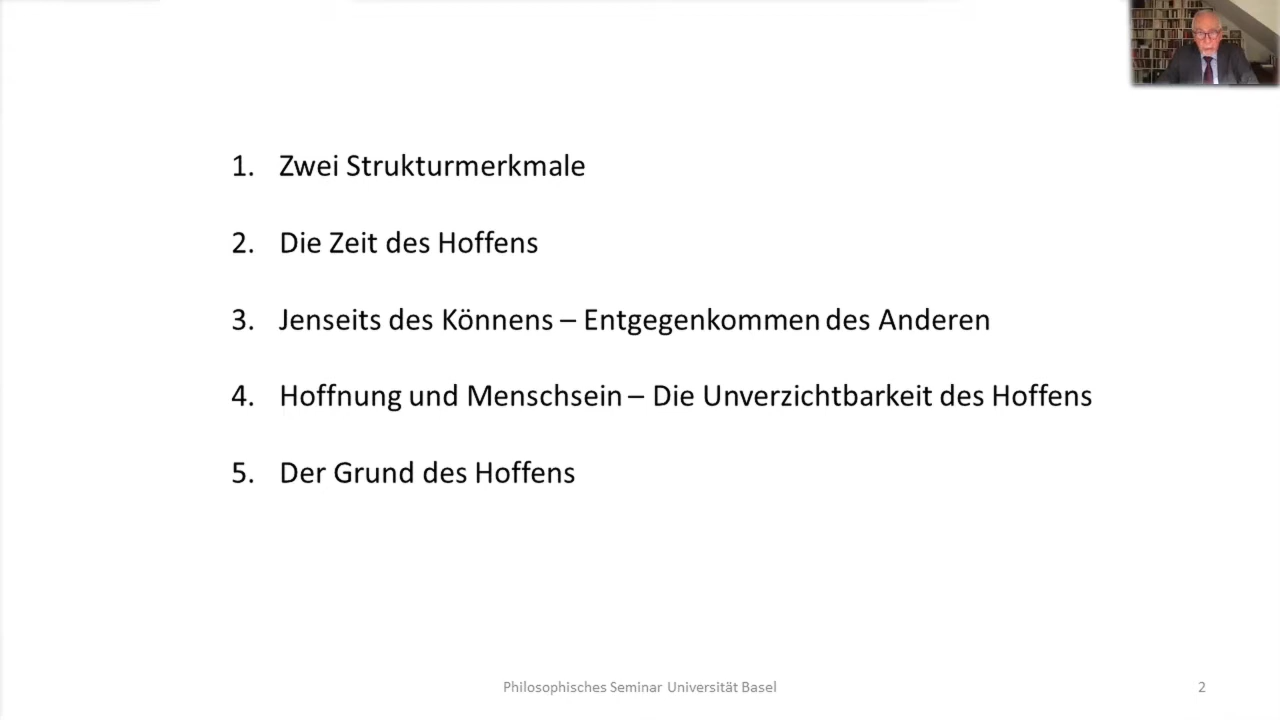 1. Zwei Strukturmerkmale
2. Die Zeit des Hoffens
3. Jenseits des Könnens – Entgegenkommen des Anderen
4. Hoffnung und Menschsein – Die Unverzichtbarkeit des Hoffens
5. Der Grund des Hoffens
Philosophisches Seminar Universität Basel
2